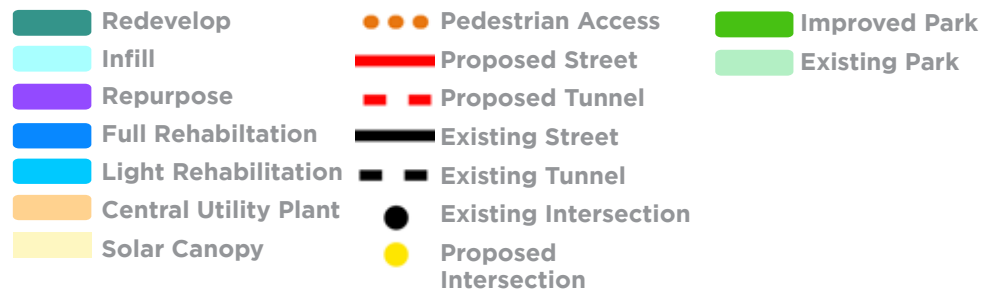 Redevelop
Infill
Repurpose
Full Rehabiltation
Light Rehabilitation
Central Utility Plant
Solar Canopy
Pedestrian Access
Proposed Street
Proposed Tunnel
Existing Street
Existing Tunnel
Existing Intersection
Proposed
Intersection
Improved Park
Existing Park